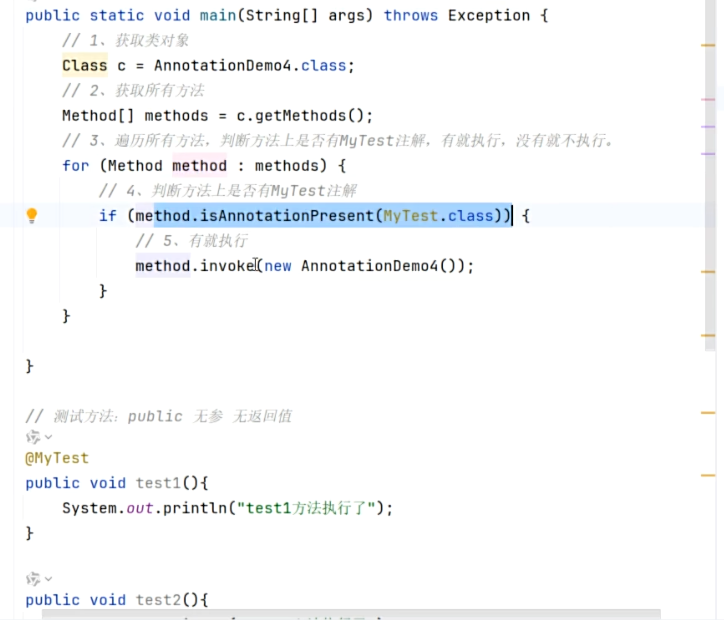 public static void main(String[] args) throws Exception {
// 1、获取类对象
Class c = AnnotationDemo4.class;
// 2、获取所有方法
Method[] methods = c.getMethods();
// 3、遍历所有方法，判断方法上是否有MyTest注解，有就执行，没有就不执行。
for (Method method : methods) {
// 4、判断方法上是否有MyTest注解
if (method.isAnnotationPresent(MyTest.class)) {
// 5、有就执行
method.invoke(new AnnotationDemo4());
}
}
}
// 测试方法：public 无参 无返回值
@MyTest
public void test1(){
System.out.println("test1方法执行了");
}
public void test2(){